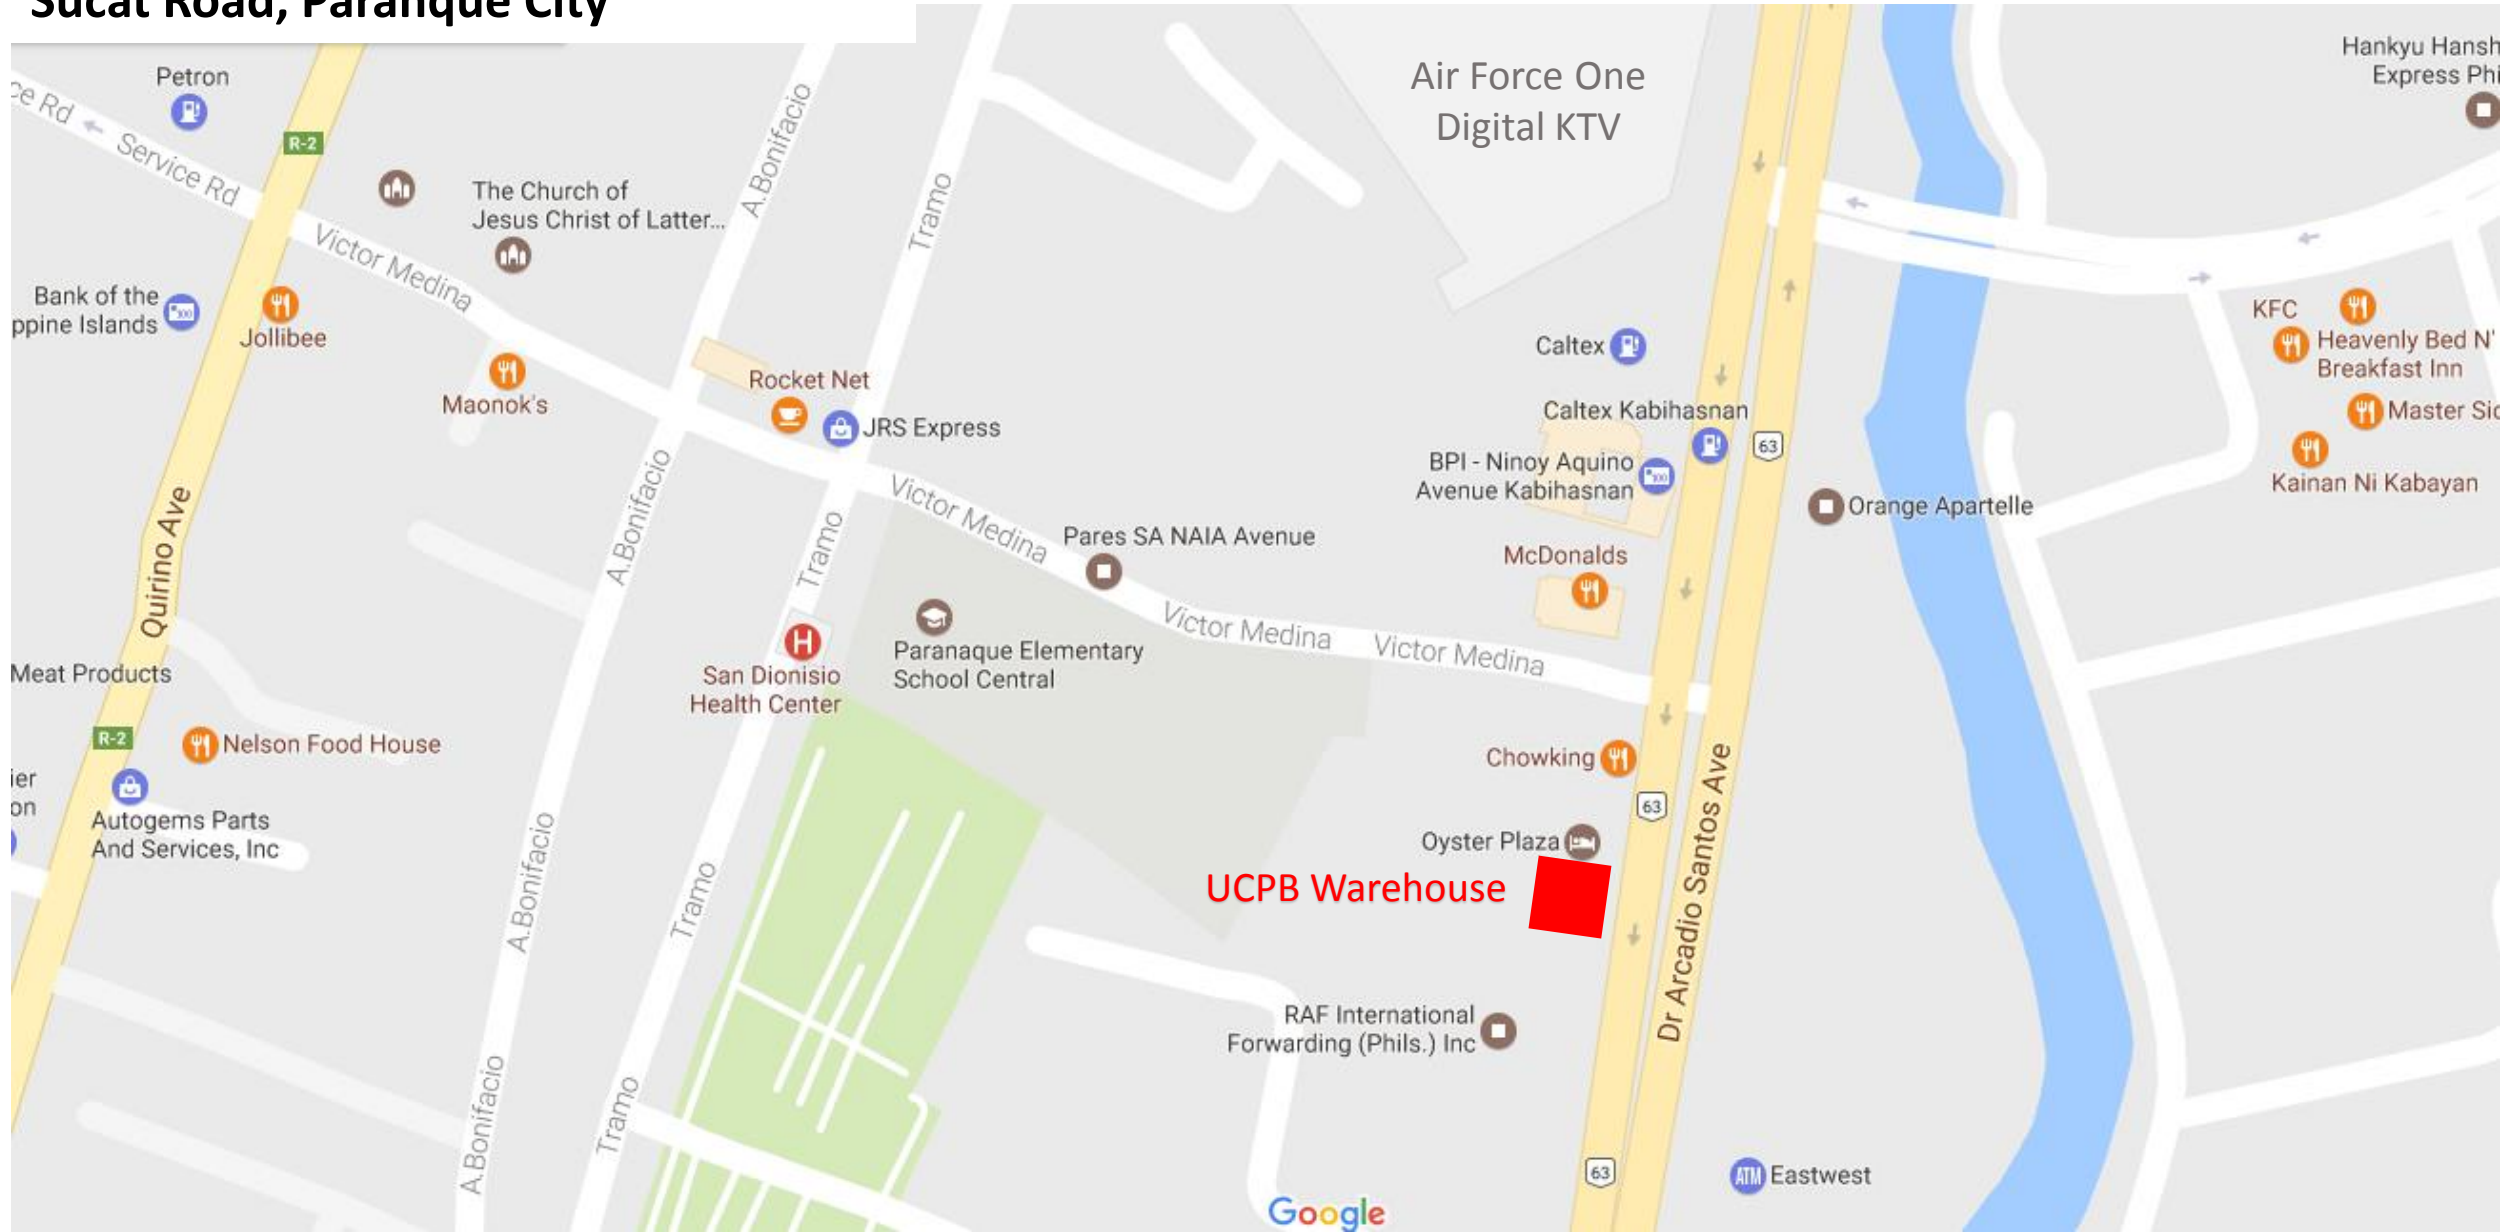 Sucat Road, Paranque City
Petron
ce Rd
Service Rd
R-2
The Church of
Jesus Christ of Latter...
A.Bonifacio
Tramo
Air Force One
Digital KTV
Hankyu Hansh
Express Phi
Victor Medina
Bank of the
ppine Islands
Jollibee
Maonok's
Rocket Net
JRS Express
Caltex
Caltex Kabihasnan
63
BPI - Ninoy Aquino
Avenue Kabihasnan
KFC
Heavenly Bed N'
Breakfast Inn
Master Sic
Kainan Ni Kabayan
Orange Apartelle
Quirino Ave
A.Bonifacio
Tramo
Victor Medina
Pares SA NAIA Avenue
McDonalds
Victor Medina
Victor Medina
Paranaque Elementary
School Central
H
San Dionisio
Health Center
Meat Products
R-2
Nelson Food House
ier
on
Autogems Parts
And Services, Inc
Chowking
63
Oyster Plaza
UCPB Warehouse
Dr Arcadio Santos Ave
A.Bonifacio
Tramo
RAF International
Forwarding (Phils.) Inc
A.Bonifacio
Tramo
63
ATM
Eastwest
Google